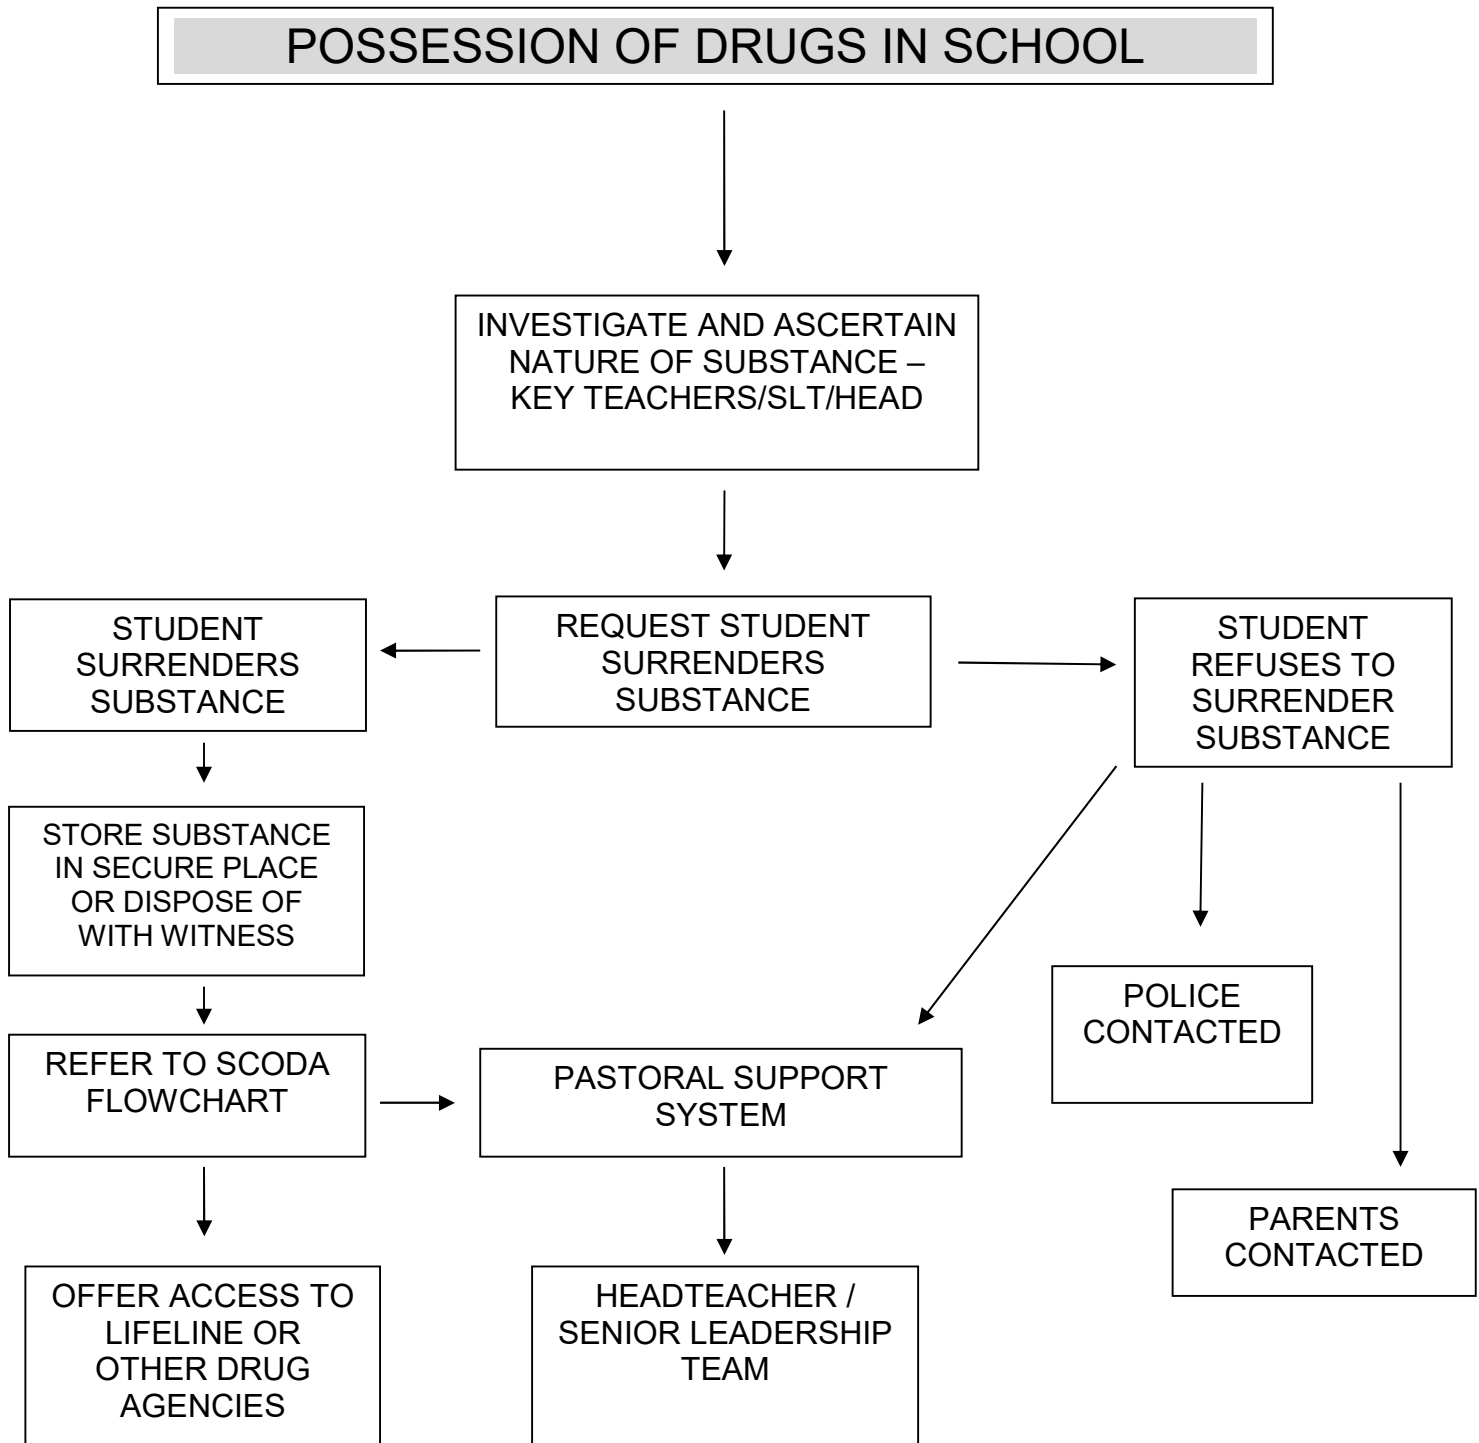 POSSESSION OF DRUGS IN SCHOOL
INVESTIGATE AND ASCERTAIN
NATURE OF SUBSTANCE –
KEY TEACHERS/SLT/HEAD
STUDENT
SURRENDERS
SUBSTANCE
REQUEST STUDENT
SURRENDERS
SUBSTANCE
STUDENT
REFUSES TO
SURRENDER
SUBSTANCE
STORE SUBSTANCE
IN SECURE PLACE
OR DISPOSE OF
WITH WITNESS
POLICE
CONTACTED
REFER TO SCODA
FLOWCHART
PASTORAL SUPPORT
SYSTEM
PARENTS
CONTACTED
OFFER ACCESS TO
LIFELINE OR
OTHER DRUG
AGENCIES
HEADTEACHER /
SENIOR LEADERSHIP
TEAM